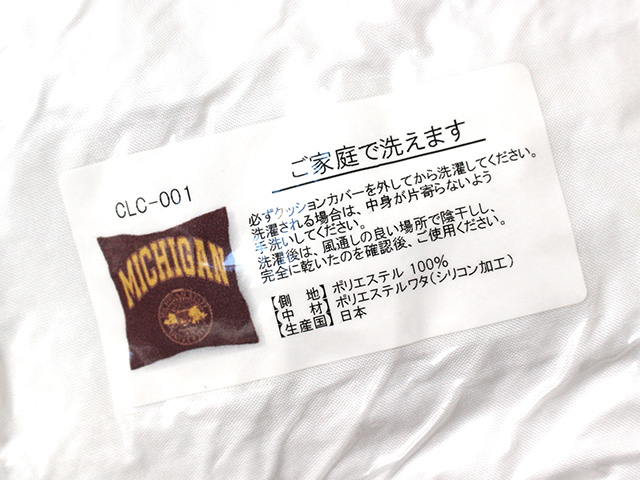 CLC-001
MICHIGAN
ご家庭で洗えます
必ずクッションカバーを外してから洗濯してください。
洗濯される場合は、中身が片寄らないよう
手洗いしてください。
洗濯後は、風通しの良い場所で陰干しし、
完全に乾いたのを確認後、ご使用ください。
【側　地】ポリエステル 100%
【中　材】ポリエステルワタ(シリコン加工)
【生産国】日本